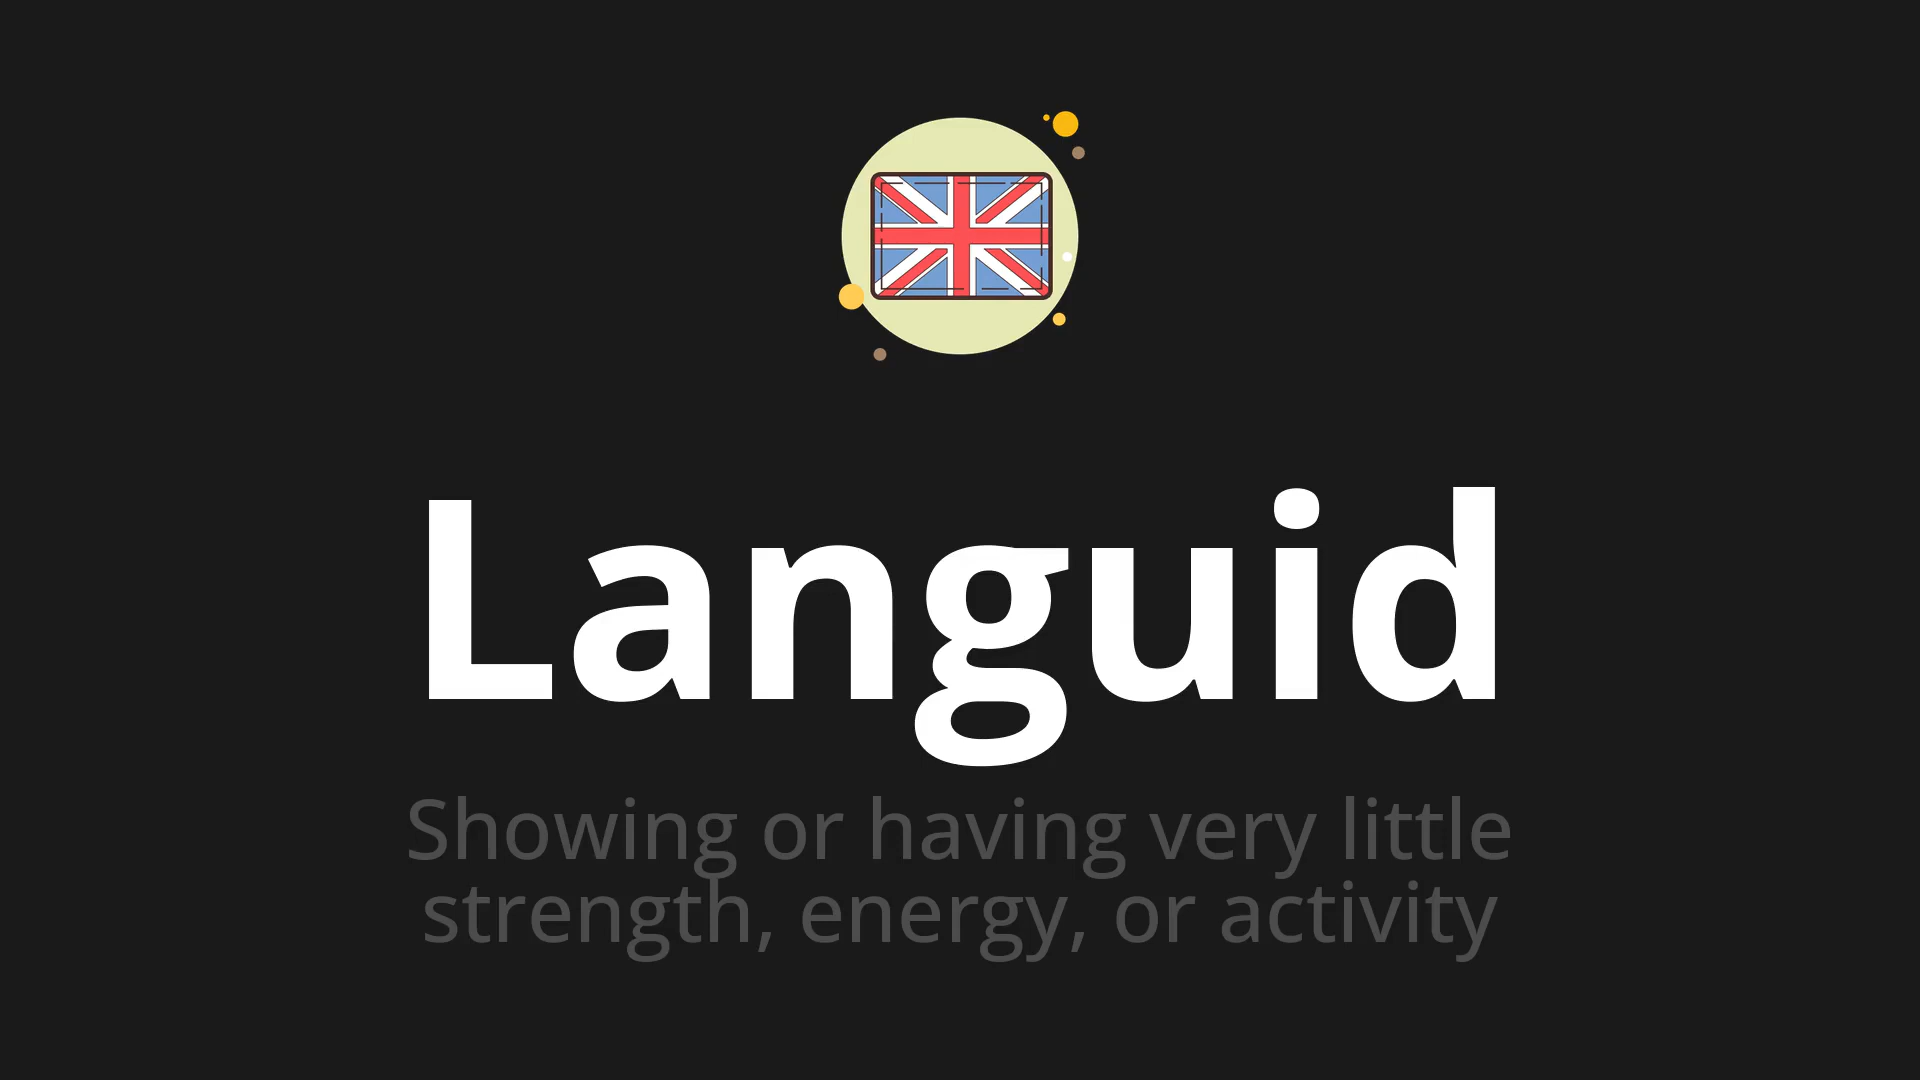 Languid
Showing or having very little
strength, energy, or activity